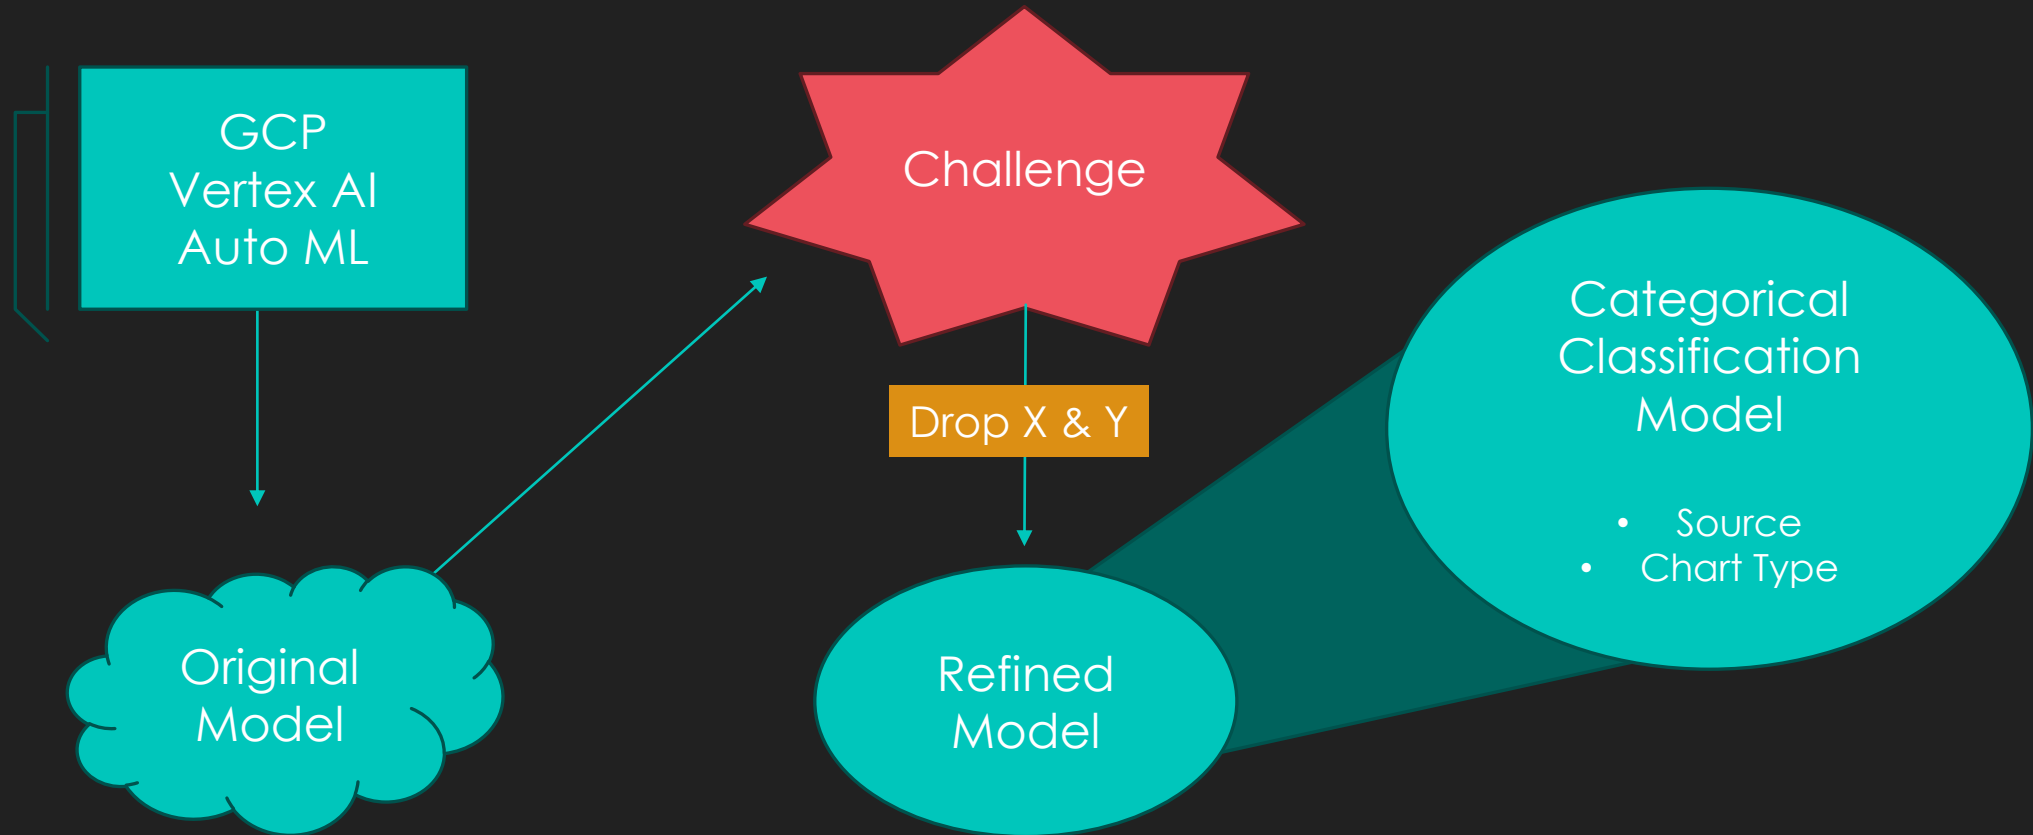 GCP
Vertex AI
Auto ML
Original
Model
Challenge
Drop X & Y
Refined
Model
Categorical
Classification
Model
• Source
• Chart Type